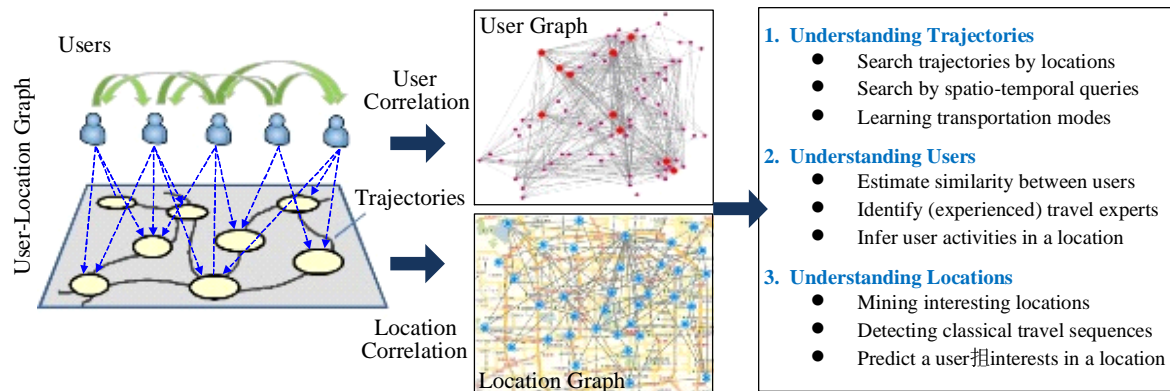 Users
User-Location Graph
Trajectories
User
Correlation
Location
Correlation
User Graph
Location Graph
1. Understanding Trajectories
● Search trajectories by locations
● Search by spatio-temporal queries
● Learning transportation modes
2. Understanding Users
● Estimate similarity between users
● Identify (experienced) travel experts
● Infer user activities in a location
3. Understanding Locations
● Mining interesting locations
● Detecting classical travel sequences
● Predict a user抯interests in a location